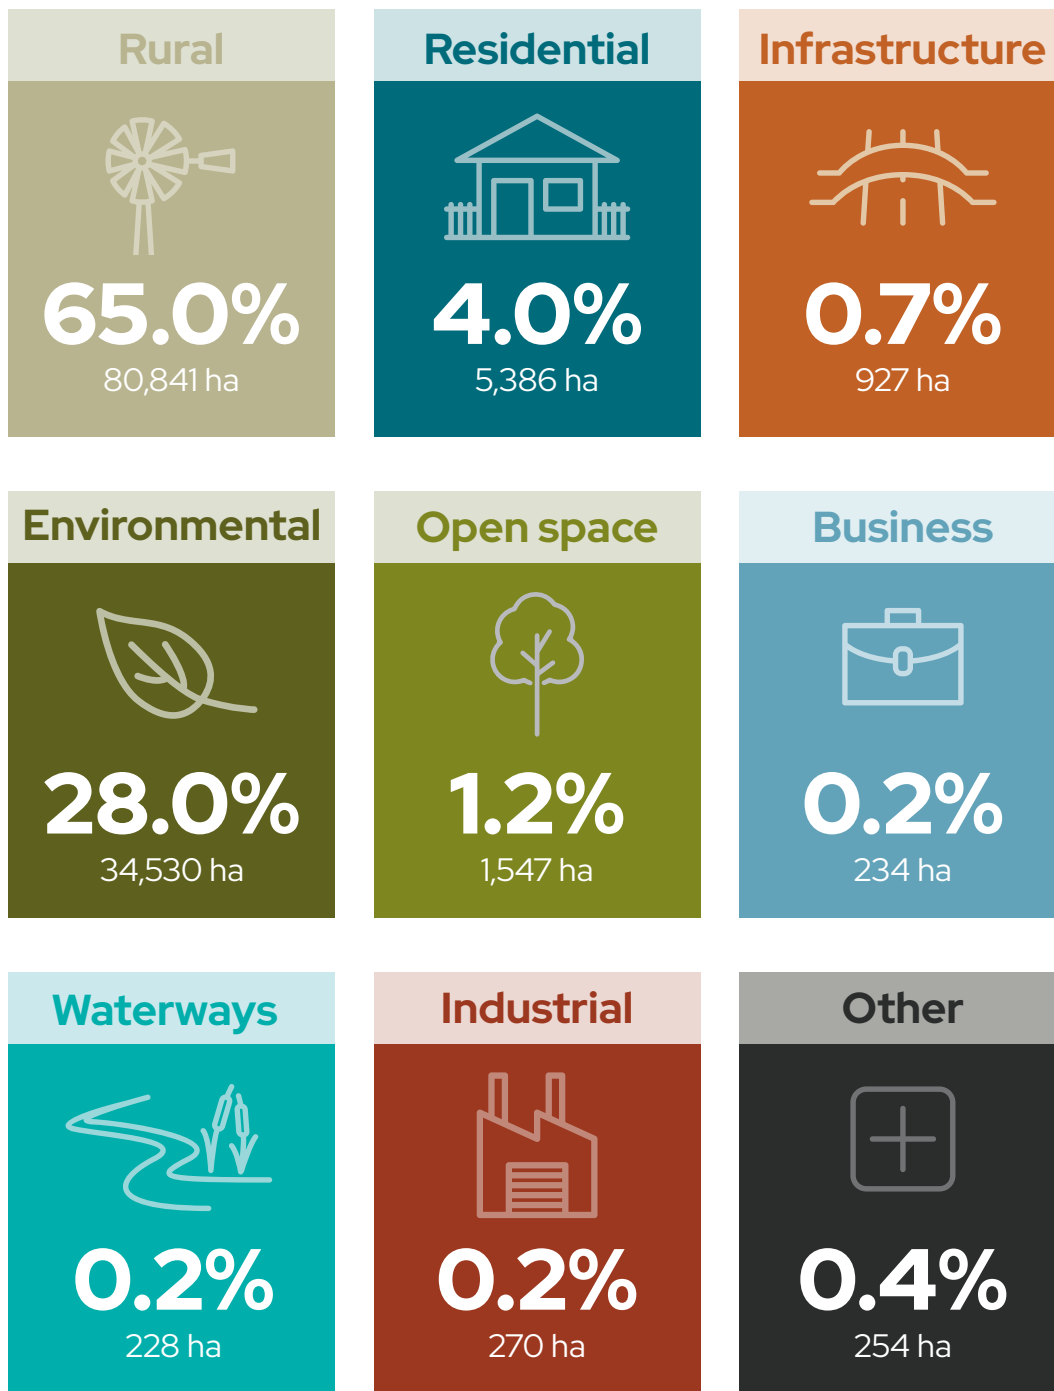 Rural
65.0%
80,841 ha
Residential
4.0%
5,386 ha
Infrastructure
0.7%
927 ha
Environmental
28.0%
34,530 ha
Open space
1.2%
1,547 ha
Business
0.2%
234 ha
Waterways
0.2%
228 ha
Industrial
0.2%
270 ha
Other
0.4%
254 ha